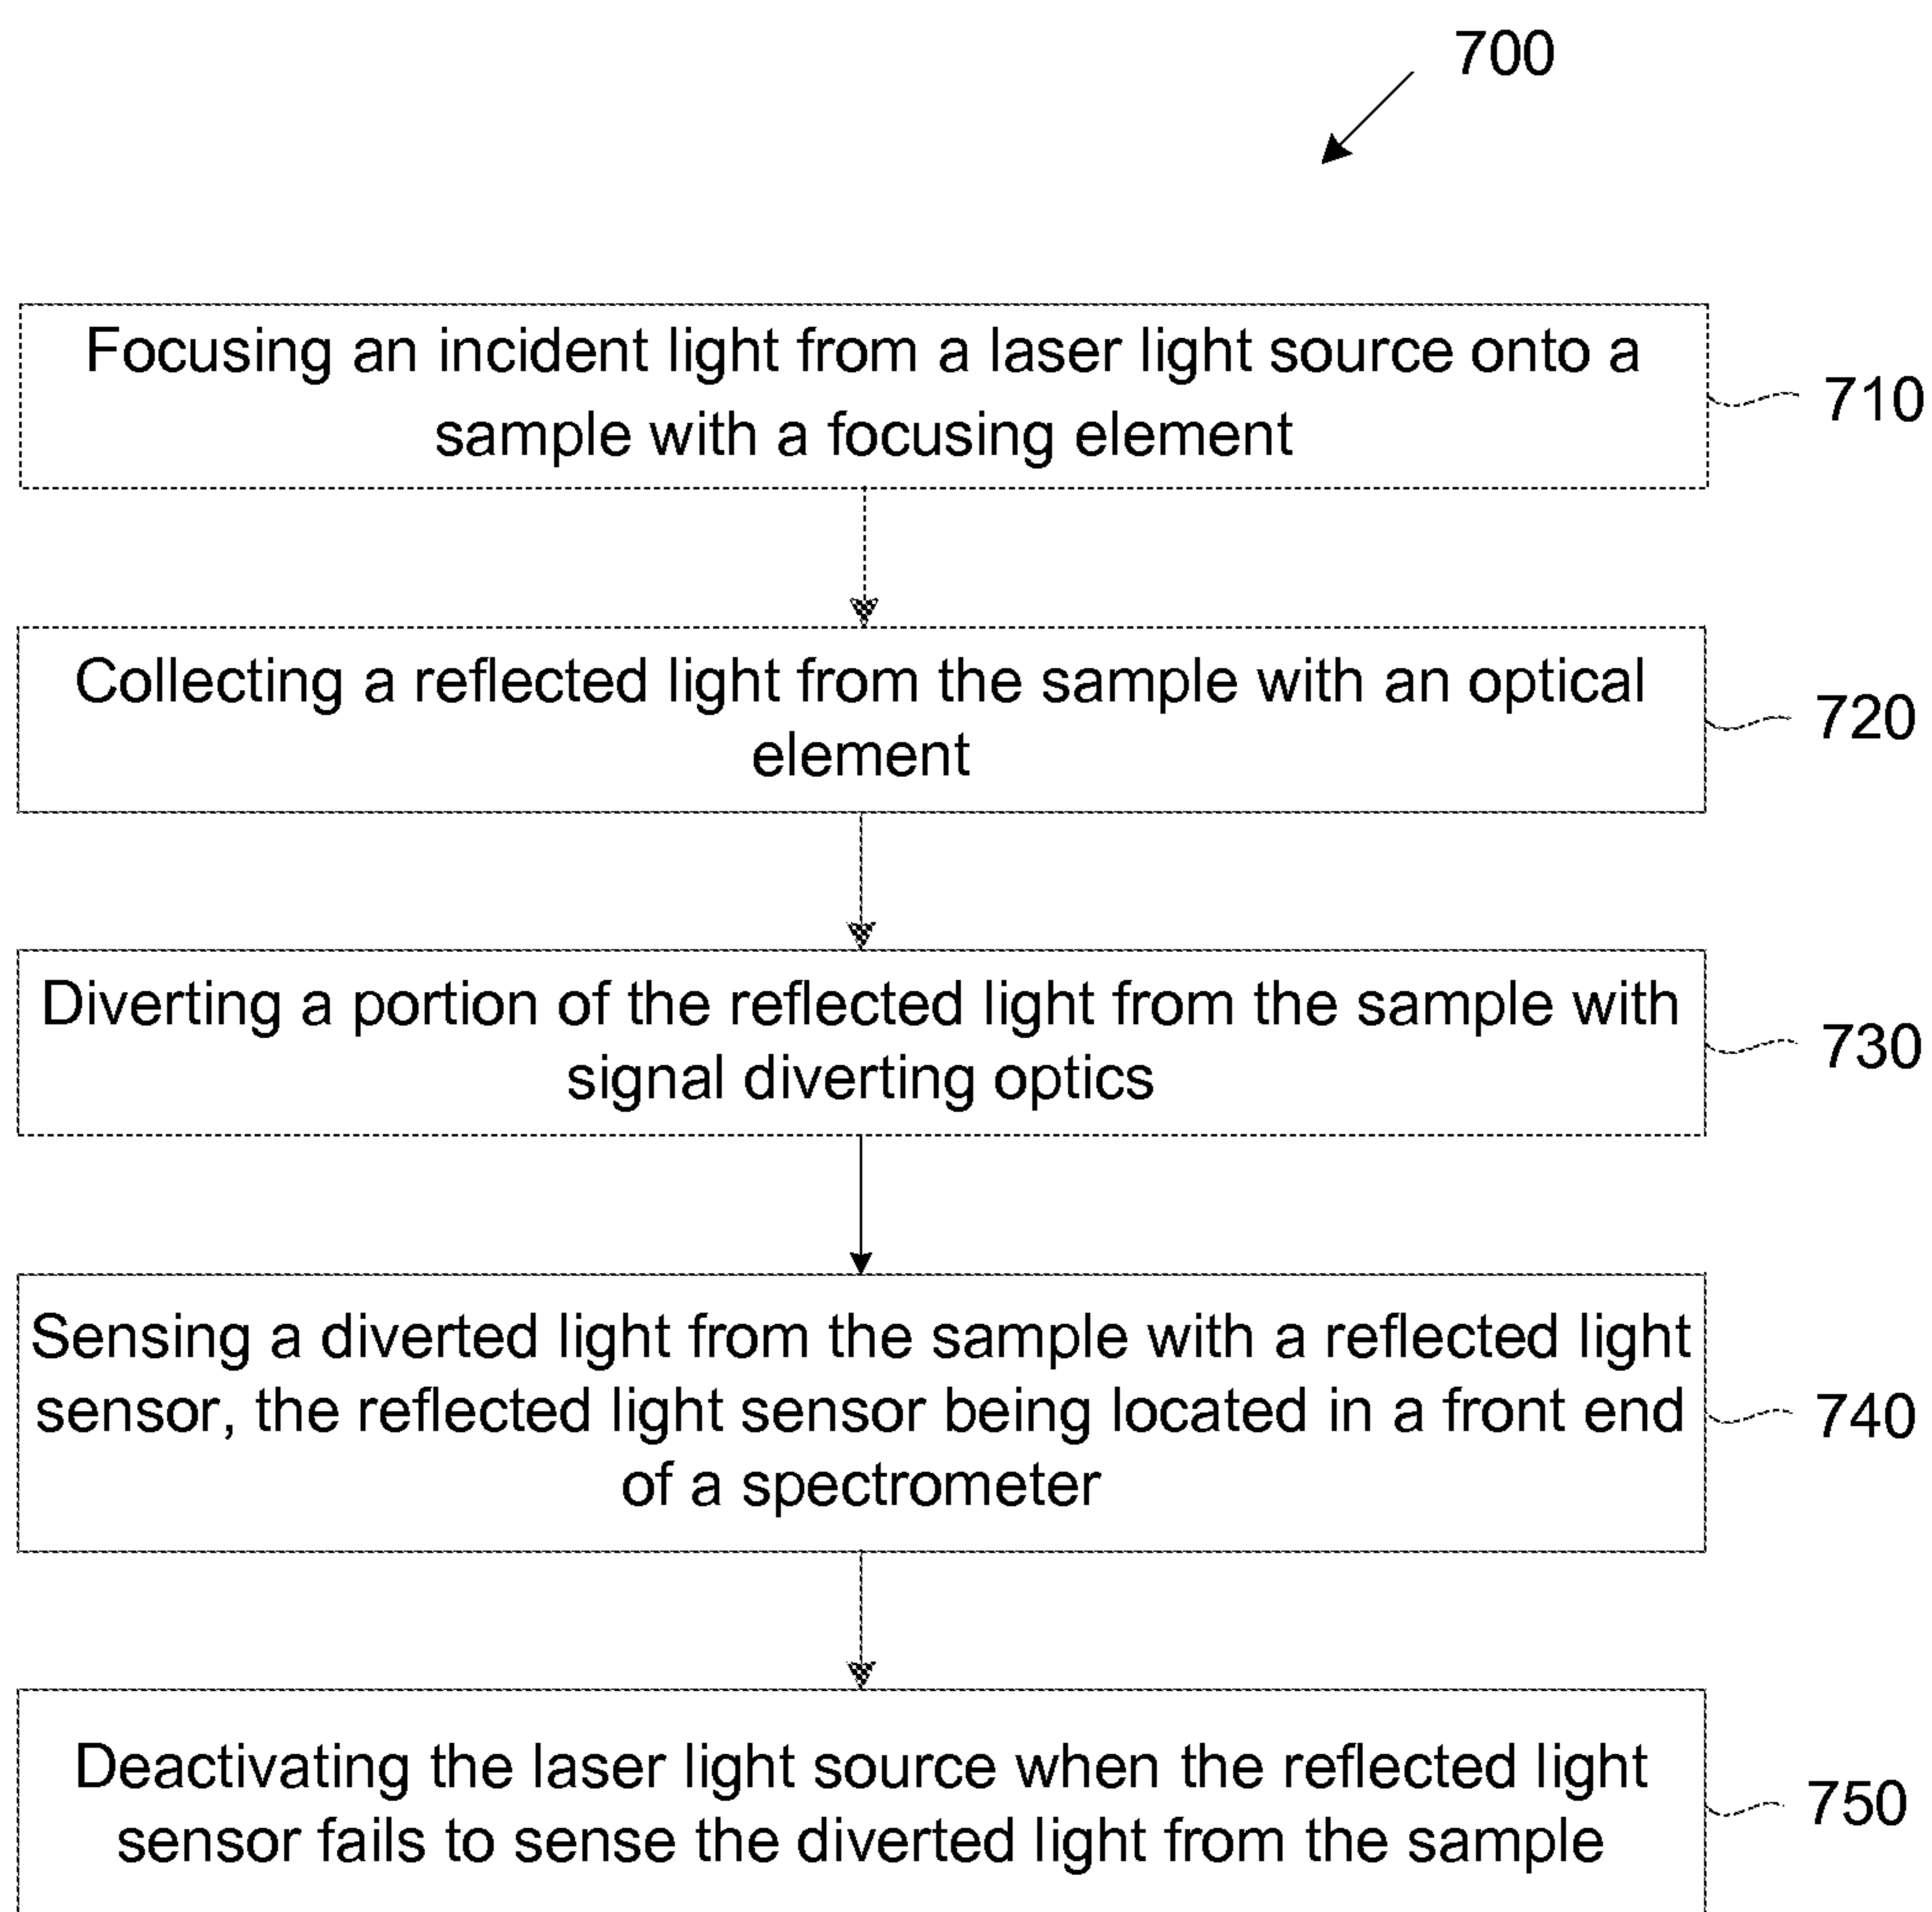 700
Focusing an incident light from a laser light source onto a
sample with a focusing element
710
Collecting a reflected light from the sample with an optical
element
720
Diverting a portion of the reflected light from the sample with
signal diverting optics
730
Sensing a diverted light from the sample with a reflected light
sensor, the reflected light sensor being located in a front end
of a spectrometer
740
Deactivating the laser light source when the reflected light
sensor fails to sense the diverted light from the sample
750